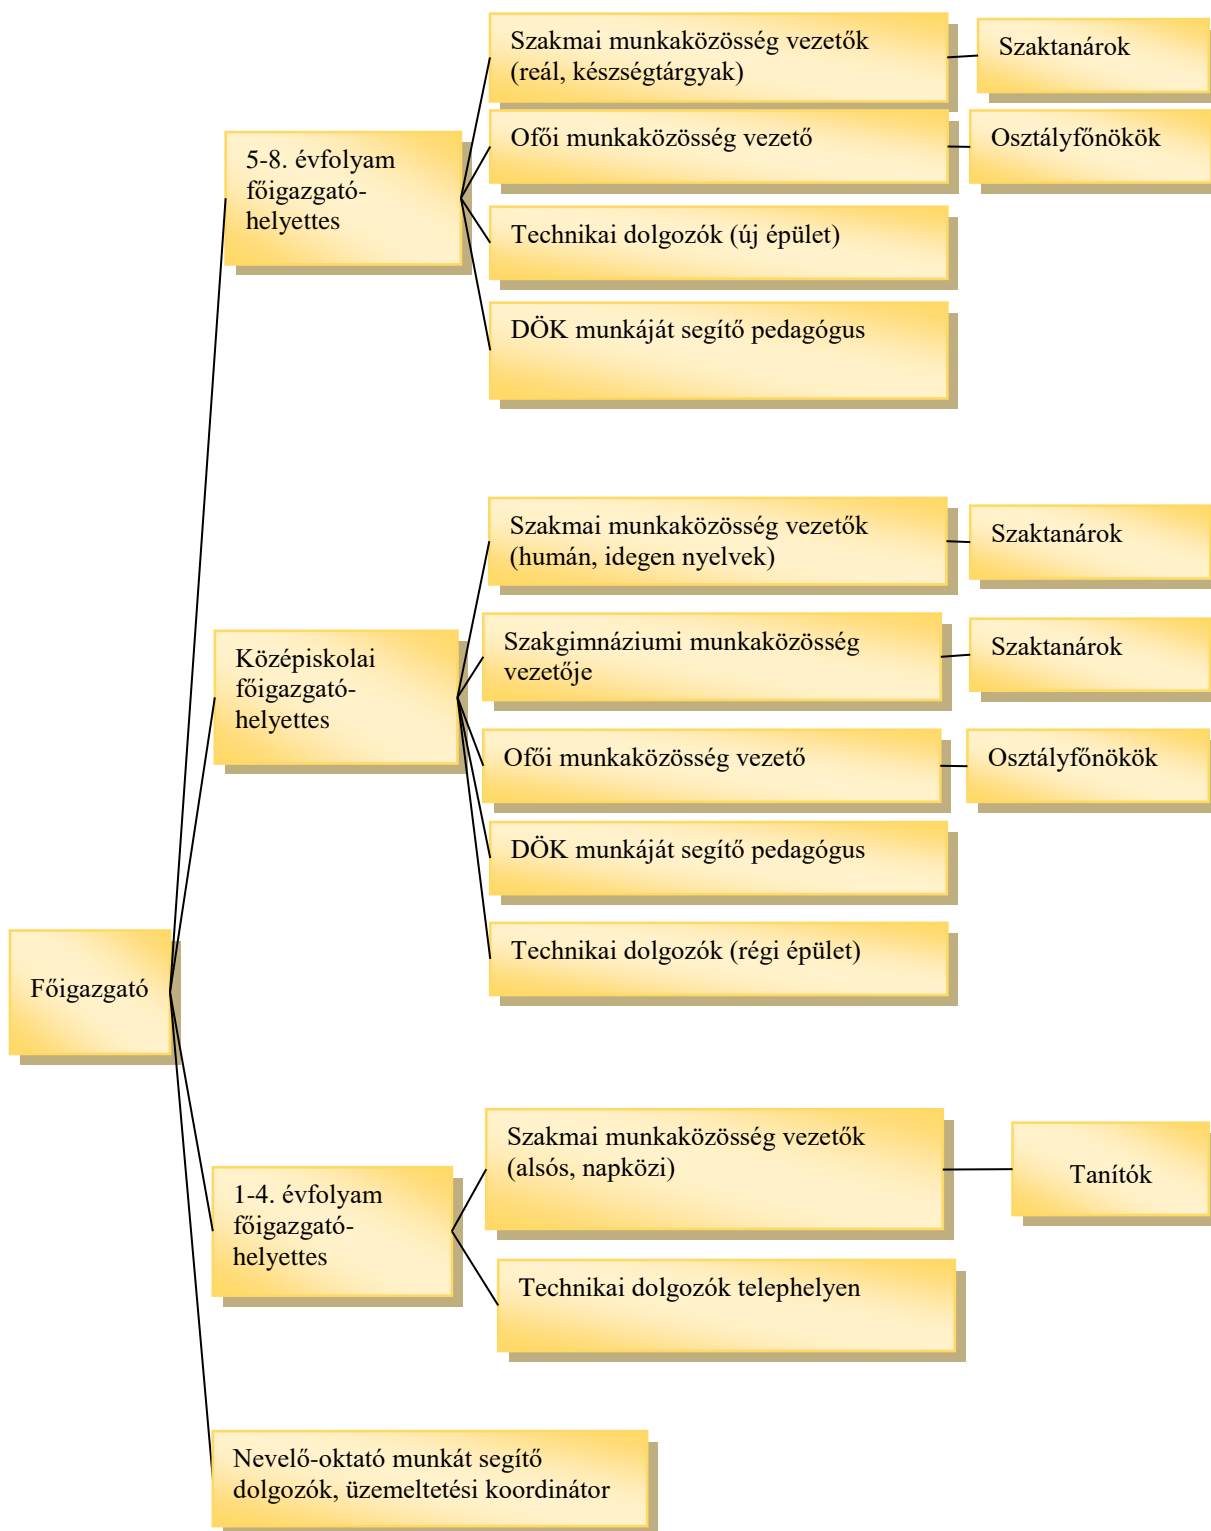 Szakmai munkaközösség vezetők
(reál, készségtárgyak)
Szaktanárok
Ofői munkaközösség vezető
Osztályfőnökök
5-8. évfolyam
főigazgató-
helyettes
Technikai dolgozók (új épület)
DÖK munkáját segítő pedagógus
Szakmai munkaközösség vezetők
(humán, idegen nyelvek)
Szaktanárok
Középiskolai
főigazgató-
helyettes
Szakgimnáziumi munkaközösség
vezetője
Szaktanárok
Ofői munkaközösség vezető
Osztályfőnökök
DÖK munkáját segítő pedagógus
Technikai dolgozók (régi épület)
Főigazgató
Szakmai munkaközösség vezetők
(alsós, napközi)
Tanítók
1-4. évfolyam
főigazgató-
helyettes
Technikai dolgozók telephelyen
Nevelő-oktató munkát segítő
dolgozók, üzemeltetési koordinátor